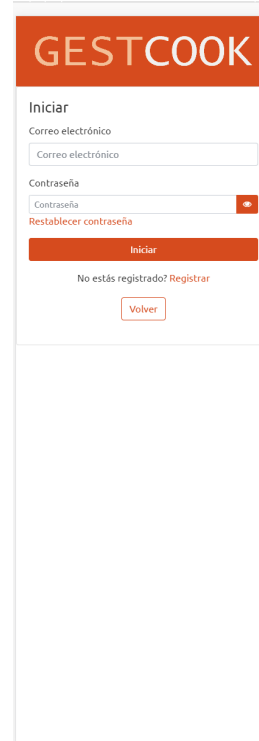 GESTCOOK
Iniciar
Correo electrónico
Correo electrónico
Contraseña
Contraseña
Restablecer contraseña
Iniciar
No estás registrado? Registrar
Volver